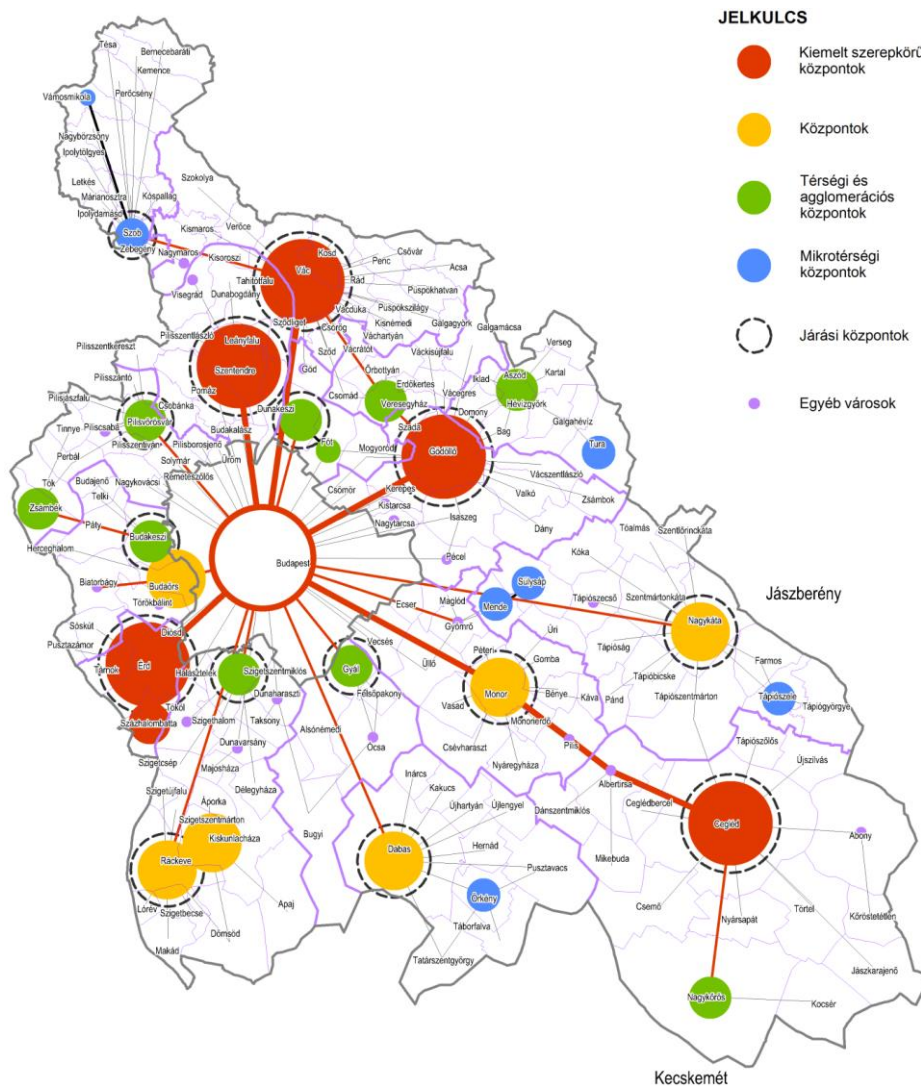 JELKULCS
Kiemelt szerepkörű
központok
Központok
Térségi és
agglomerációs
központok
Mikrotérségi
központok
Járási központok
Egyéb városok
Tésa
Bernecebaráti
Kemence
Perőcsény
Vámosmikola
Nagybörzsöny
Ipolytölgyes
Letkés
Márianosztra
Kóspallag
Ipolydamásd
Szob
Zebegény
Szokolya
Kismaros
Verőce
Nagymaros
Kisoroszi
Visegrád
Kosd
Vác
Penc
Csővár
Acsa
Rád
Püspökhatvan
Tahitótfalu
Dunabogdány
Vácduka
Püspökszilágy
Sződliget
Csörög
Kisnémedi
Galgagyörk
Váchartyán
Galgamácsa
Pilisszentlászló
Leányfalu
Sződ
Vácrátót
Váckisújfalu
Verseg
Kartal
Szentendre
Göd
Őrbottyán
Erdőkertes
Iklad
Aszód
Hévízgyörk
Pilisszentkereszt
Pilisszántó
Pomáz
Csomád
Veresegyház
Vácegres
Domony
Galgahévíz
Pilisjászfalu
Csobánka
Pilisvörösvár
Dunakeszi
Szada
Bag
Tura
Tinnye
Piliscsaba
Budakalász
Fót
Mogyoród
Gödöllő
Pilisszentiván
Pilisborosjenő
Perbál
Solymár
Üröm
Csömör
Kerepes
Vácszentlászló
Tök
Budajenő
Nagykovácsi
Remeteszőlős
Kistarcsa
Valkó
Zsámbok
Telki
Nagytarcsa
Isaszeg
Dány
Zsámbék
Páty
Budakeszi
Tóalmás
Szentlőrinckáta
Herceghalom
Budapest
Pécel
Kóka
Biatorbágy
Budaörs
Sülysáp
Jászberény
Törökbálint
Ecser
Maglód
Mende
Tápiószecső
Szentmártonkáta
Gyömrő
Nagykáta
Sóskút
Diósd
Vecsés
Úri
Pusztazámor
Üllő
Péteri
Tápióság
Érd
Gomba
Farmos
Tárnok
Halásztelek
Szigetszentmiklós
Gyál
Tápióbicske
Monor
Bénye
Káva
Pánd
Tápiószele
Dunaharaszti
Felsőpakony
Vasad
Tápiószentmárton
Tápiógyörgye
Tököl
Szigethalom
Taksony
Alsónémedi
Monorierdő
Százhalombatta
Dunavarsány
Ócsa
Csévharaszt
Pilis
Tápiószőlős
Szigetcsép
Majosháza
Nyáregyháza
Újszilvás
Délegyháza
Inárcs
Albertirsa
Szigetújfalu
Áporka
Kakucs
Ceglédbercel
Szigetszentmárton
Újhartyán
Újlengyel
Dánszentmiklós
Cegléd
Kiskunlacháza
Bugyi
Abony
Ráckeve
Dabas
Hernád
Mikebuda
Pusztavacs
Apaj
Örkény
Csemő
Nyársapát
Törtel
Kőröstetétlen
Lórév
Szigetbecse
Dömsöd
Táborfalva
Makád
Tatárszentgyörgy
Jászkarajenő
Nagykőrös
Kocsér
Kecskemét